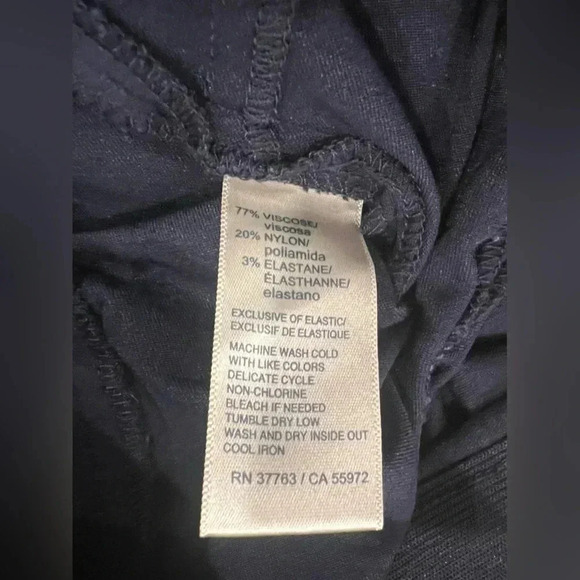 77% VISCOSE/
viscosa
20% NYLON/
poliamida
3% ELASTANE/
ÉLASTHANNE/
elastano
EXCLUSIVE OF ELASTIC/
EXCLUSIF DE ELASTIQUE
MACHINE WASH COLD
WITH LIKE COLORS
DELICATE CYCLE
NON-CHLORINE
BLEACH IF NEEDED
TUMBLE DRY LOW
WASH AND DRY INSIDE OUT
COOL IRON
RN 37763 / CA 55972